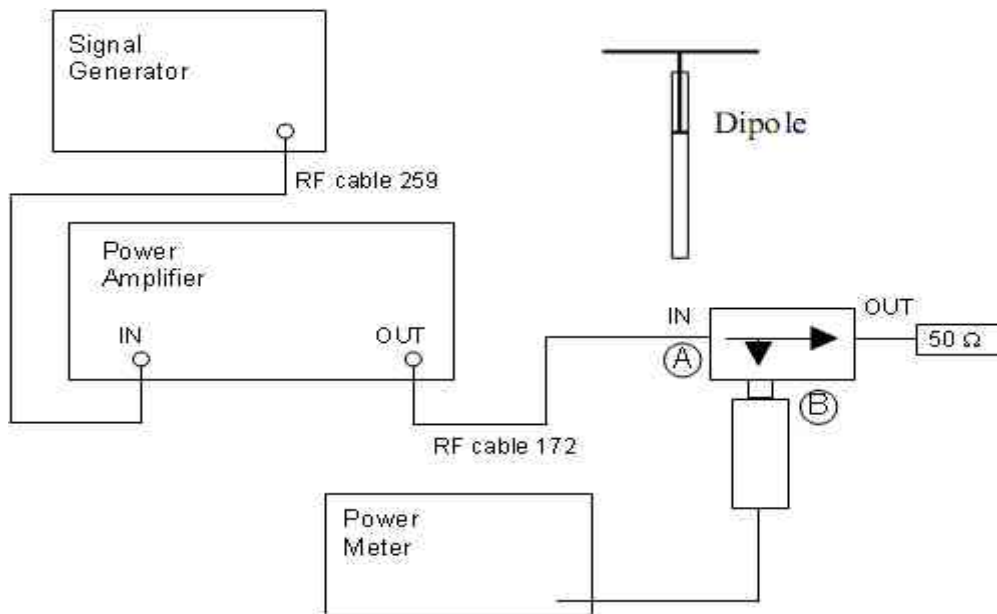 Signal
Generator
Dipole
RF cable 259
Power
Amplifier
IN
OUT
IN
OUT
A
50 Ω
B
RF cable 172
Power
Meter